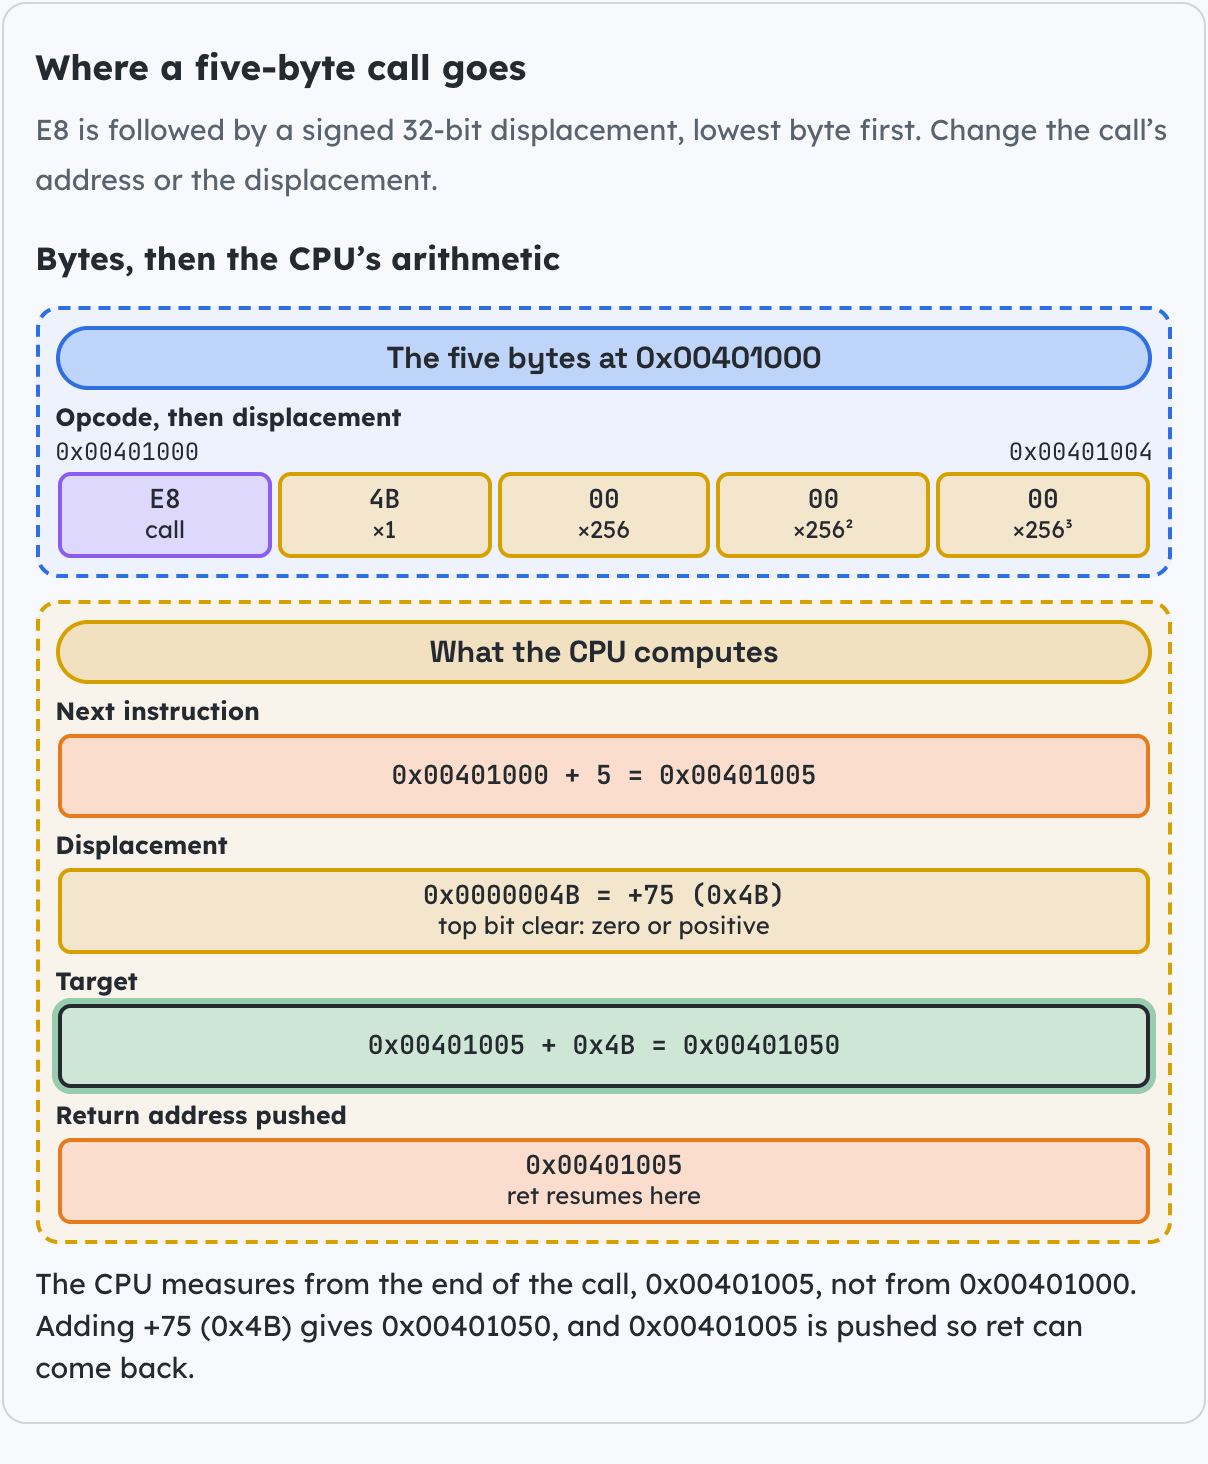 Where a five-byte call goes
E8 is followed by a signed 32-bit displacement, lowest byte first. Change the call’s
address or the displacement.
Bytes, then the CPU’s arithmetic
The five bytes at 0x00401000
Opcode, then displacement
0x00401000 0x00401004
E8 4B 00 00 00
call ×1 ×256 ×256² ×256³
What the CPU computes
Next instruction
0x00401000 + 5 = 0x00401005
Displacement
0x0000004B = +75 (0x4B)
top bit clear: zero or positive
Target
0x00401005 + 0x4B = 0x00401050
Return address pushed
0x00401005
ret resumes here
The CPU measures from the end of the call, 0x00401005, not from 0x00401000.
Adding +75 (0x4B) gives 0x00401050, and 0x00401005 is pushed so ret can
come back.